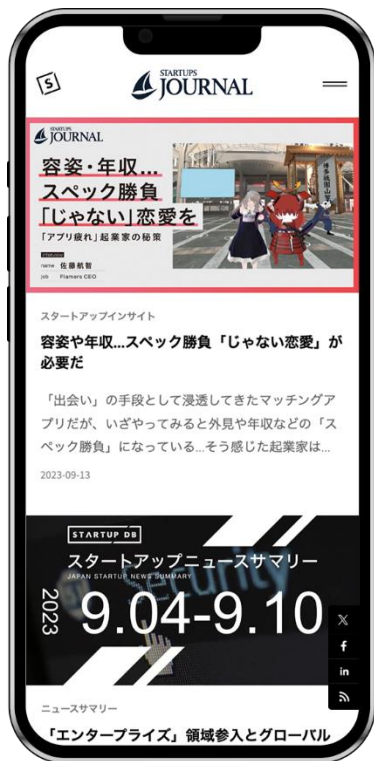 S
STARTUPS
JOURNAL
STARTUPS
JOURNAL
容姿・年収...
スペック勝負
「じゃない」恋愛を
「アプリ疲れ」起業家の秘策
name 佐藤航智
job Flamers CEO
博多祇園山笠
スタートアップインサイト
容姿や年収...スペック勝負「じゃない恋愛」が
必要だ
「出会い」の手段として浸透してきたマッチングア
プリだが、いざやってみると外見や年収などの「ス
ペック勝負」になっている...そう感じた起業家は...
2023-09-13
STARTUP DB
スタートアップニュースサマリー
JAPAN STARTUP NEWS SUMMARY
Security
2023
9.04-9.10
X
f
in
ニュースサマリー
「エンタープライズ」領域参入とグローバル